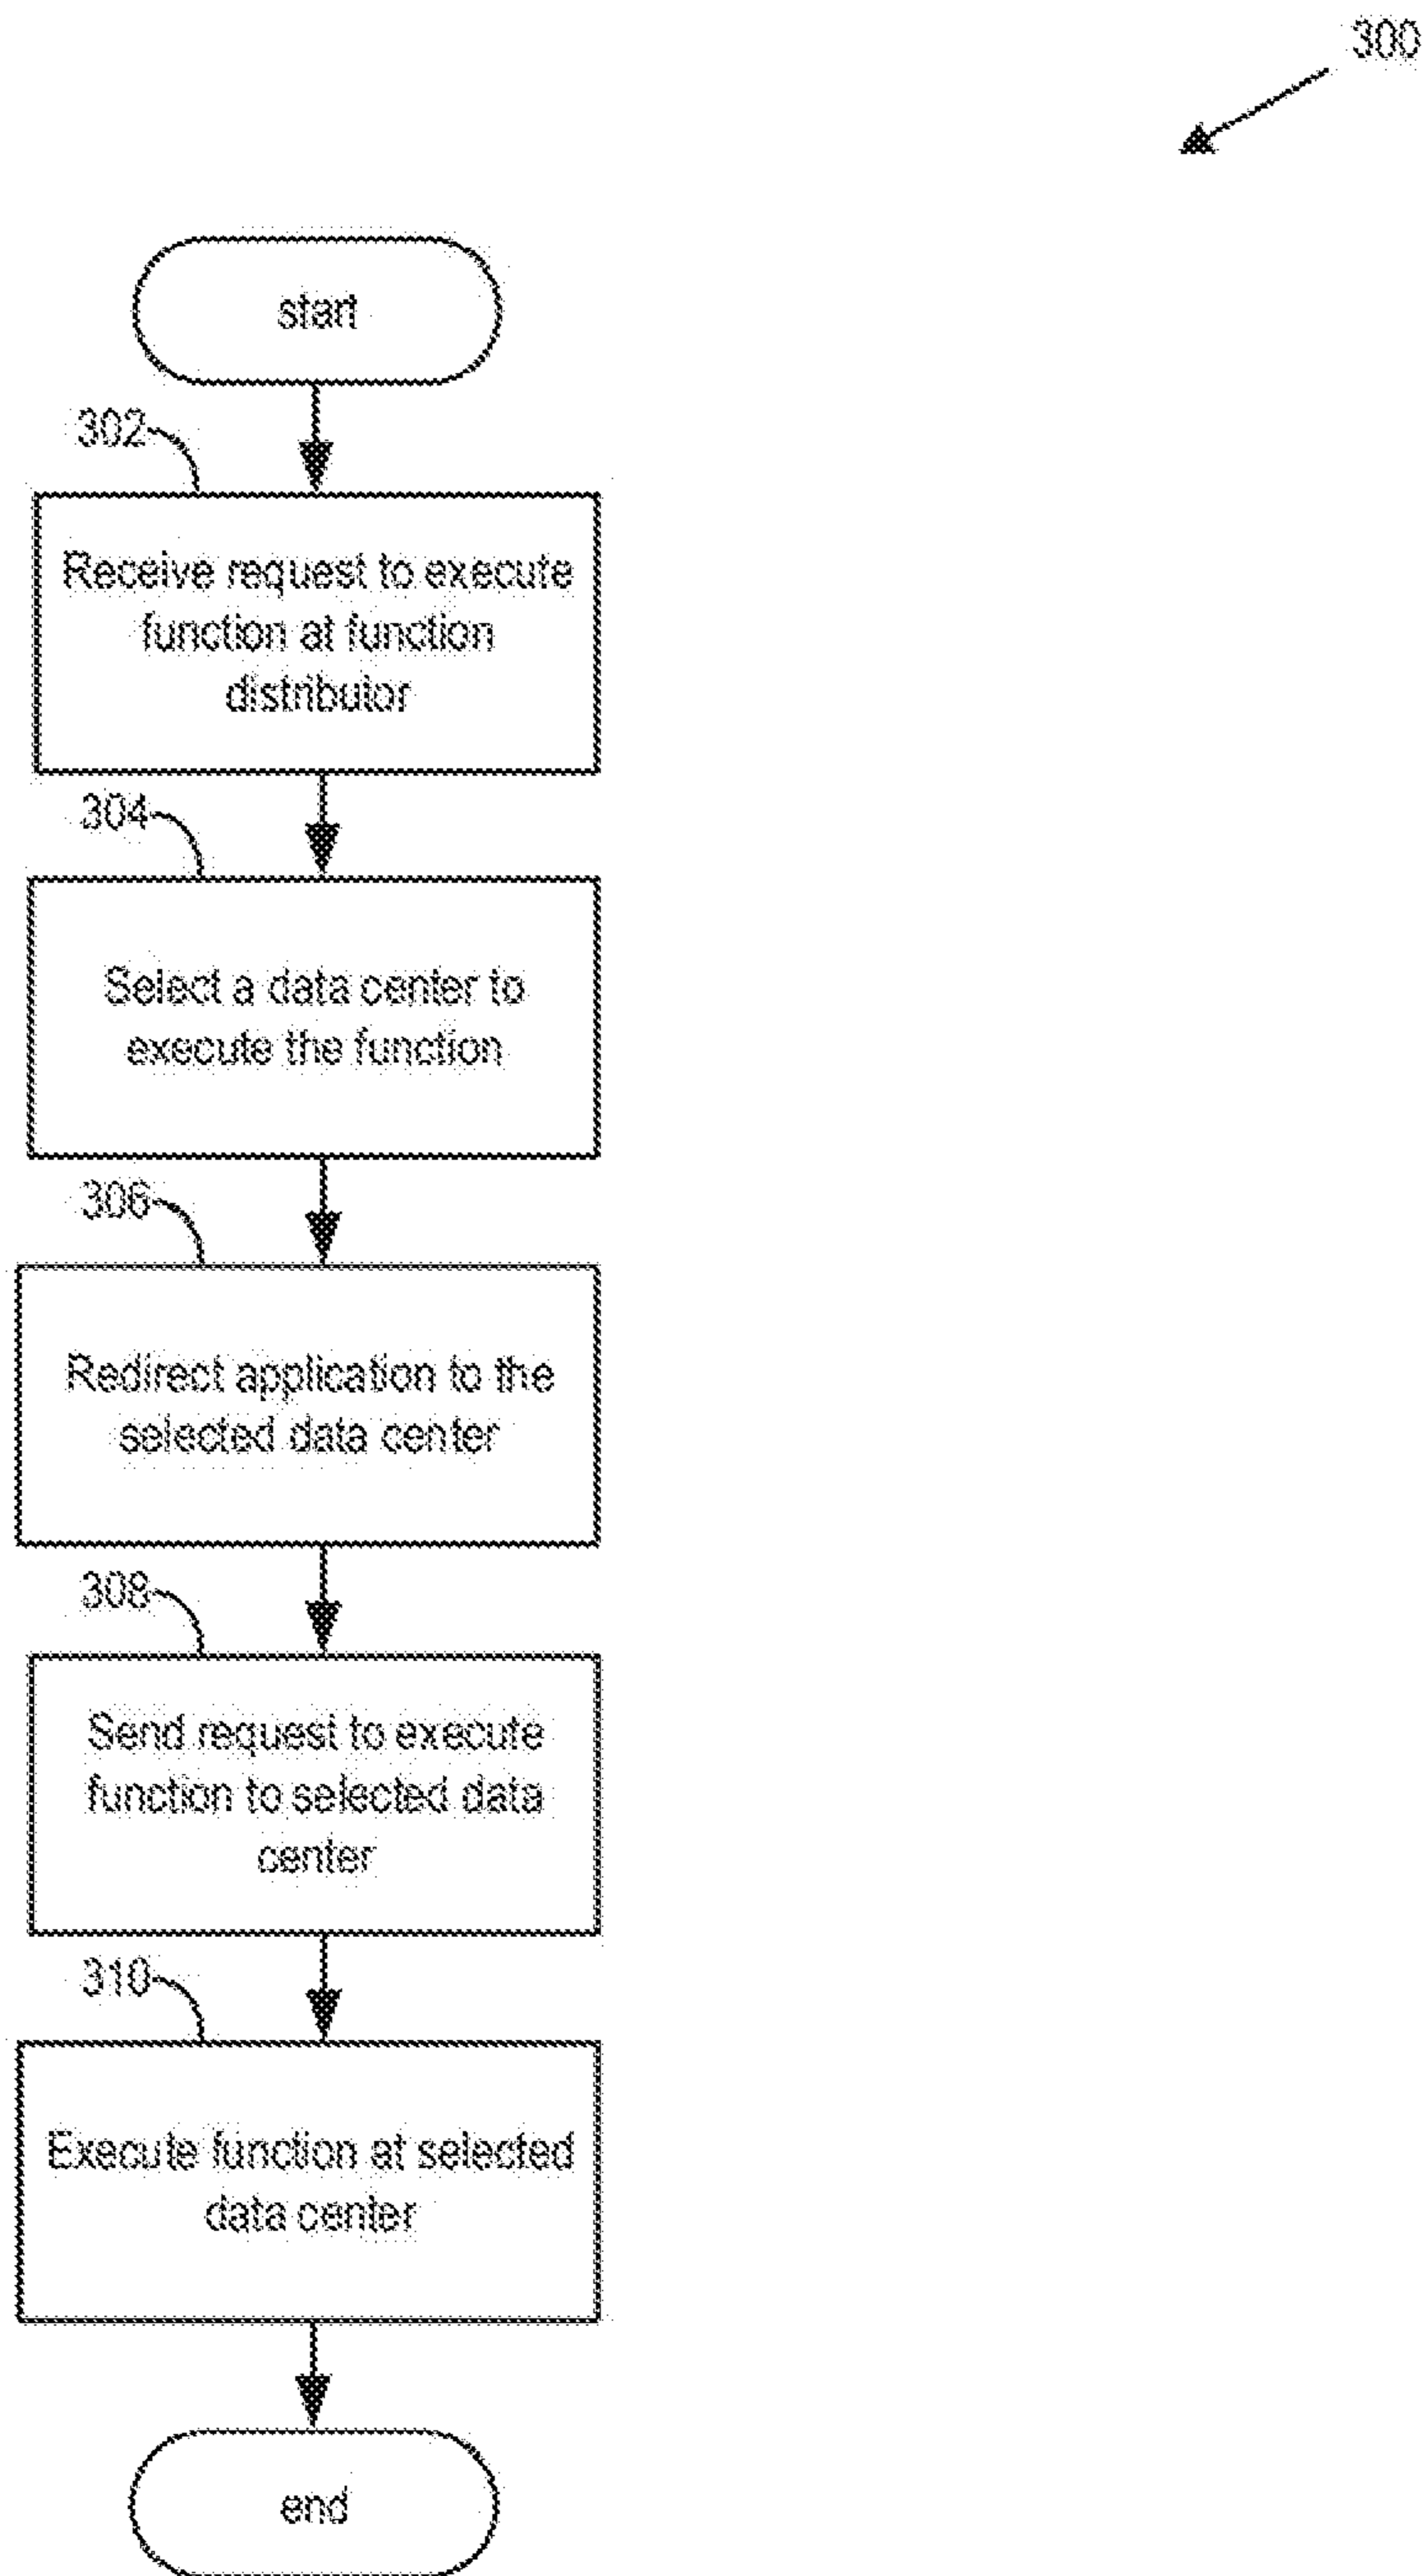 300
start
302
Receive request to execute
function at function
distributor
304
Select a data center to
execute the function
306
Redirect application to the
selected data center
308
Send request to execute
function to selected data
center
310
Execute function at selected
data center
end